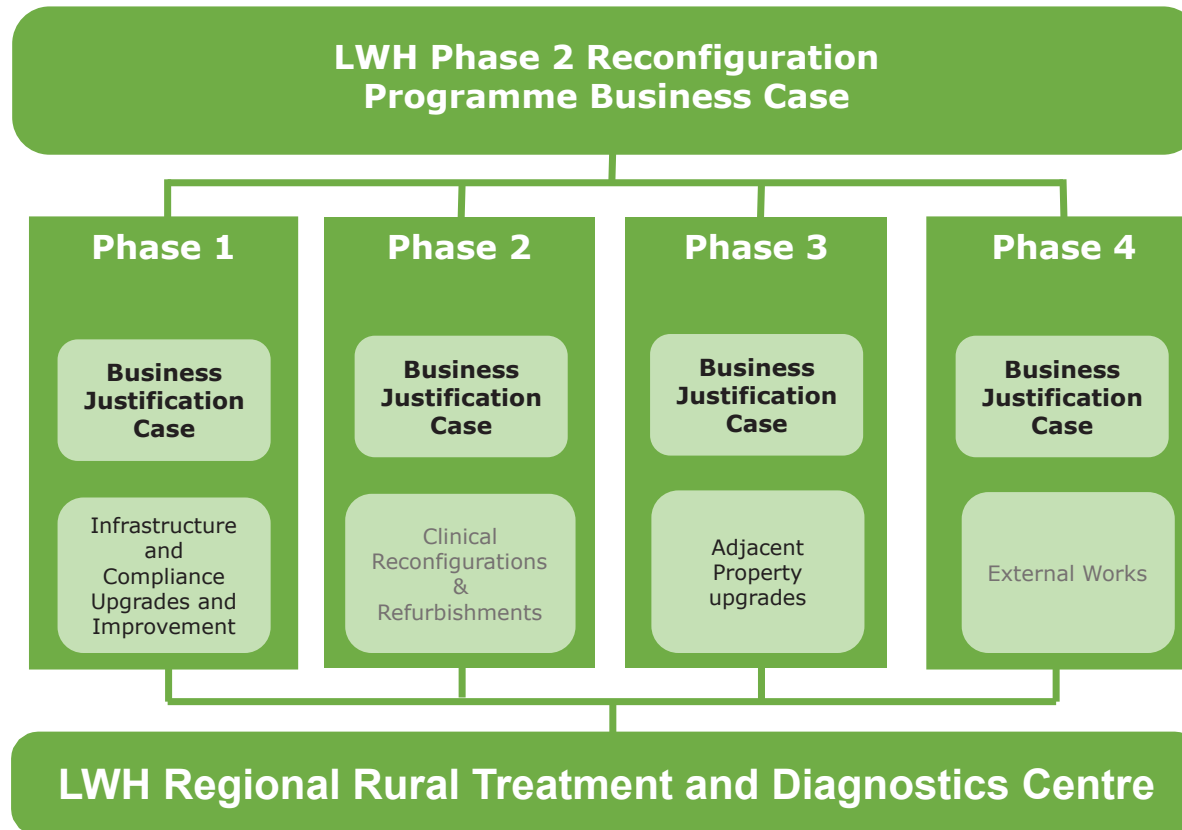 LWH Phase 2 Reconfiguration
Programme Business Case
Phase 1
Business
Justification
Case
Infrastructure
and
Compliance
Upgrades and
Improvement
Phase 2
Business
Justification
Case
Clinical
Reconfigurations
&
Refurbishments
Phase 3
Business
Justification
Case
Adjacent
Property
upgrades
Phase 4
Business
Justification
Case
External Works
LWH Regional Rural Treatment and Diagnostics Centre